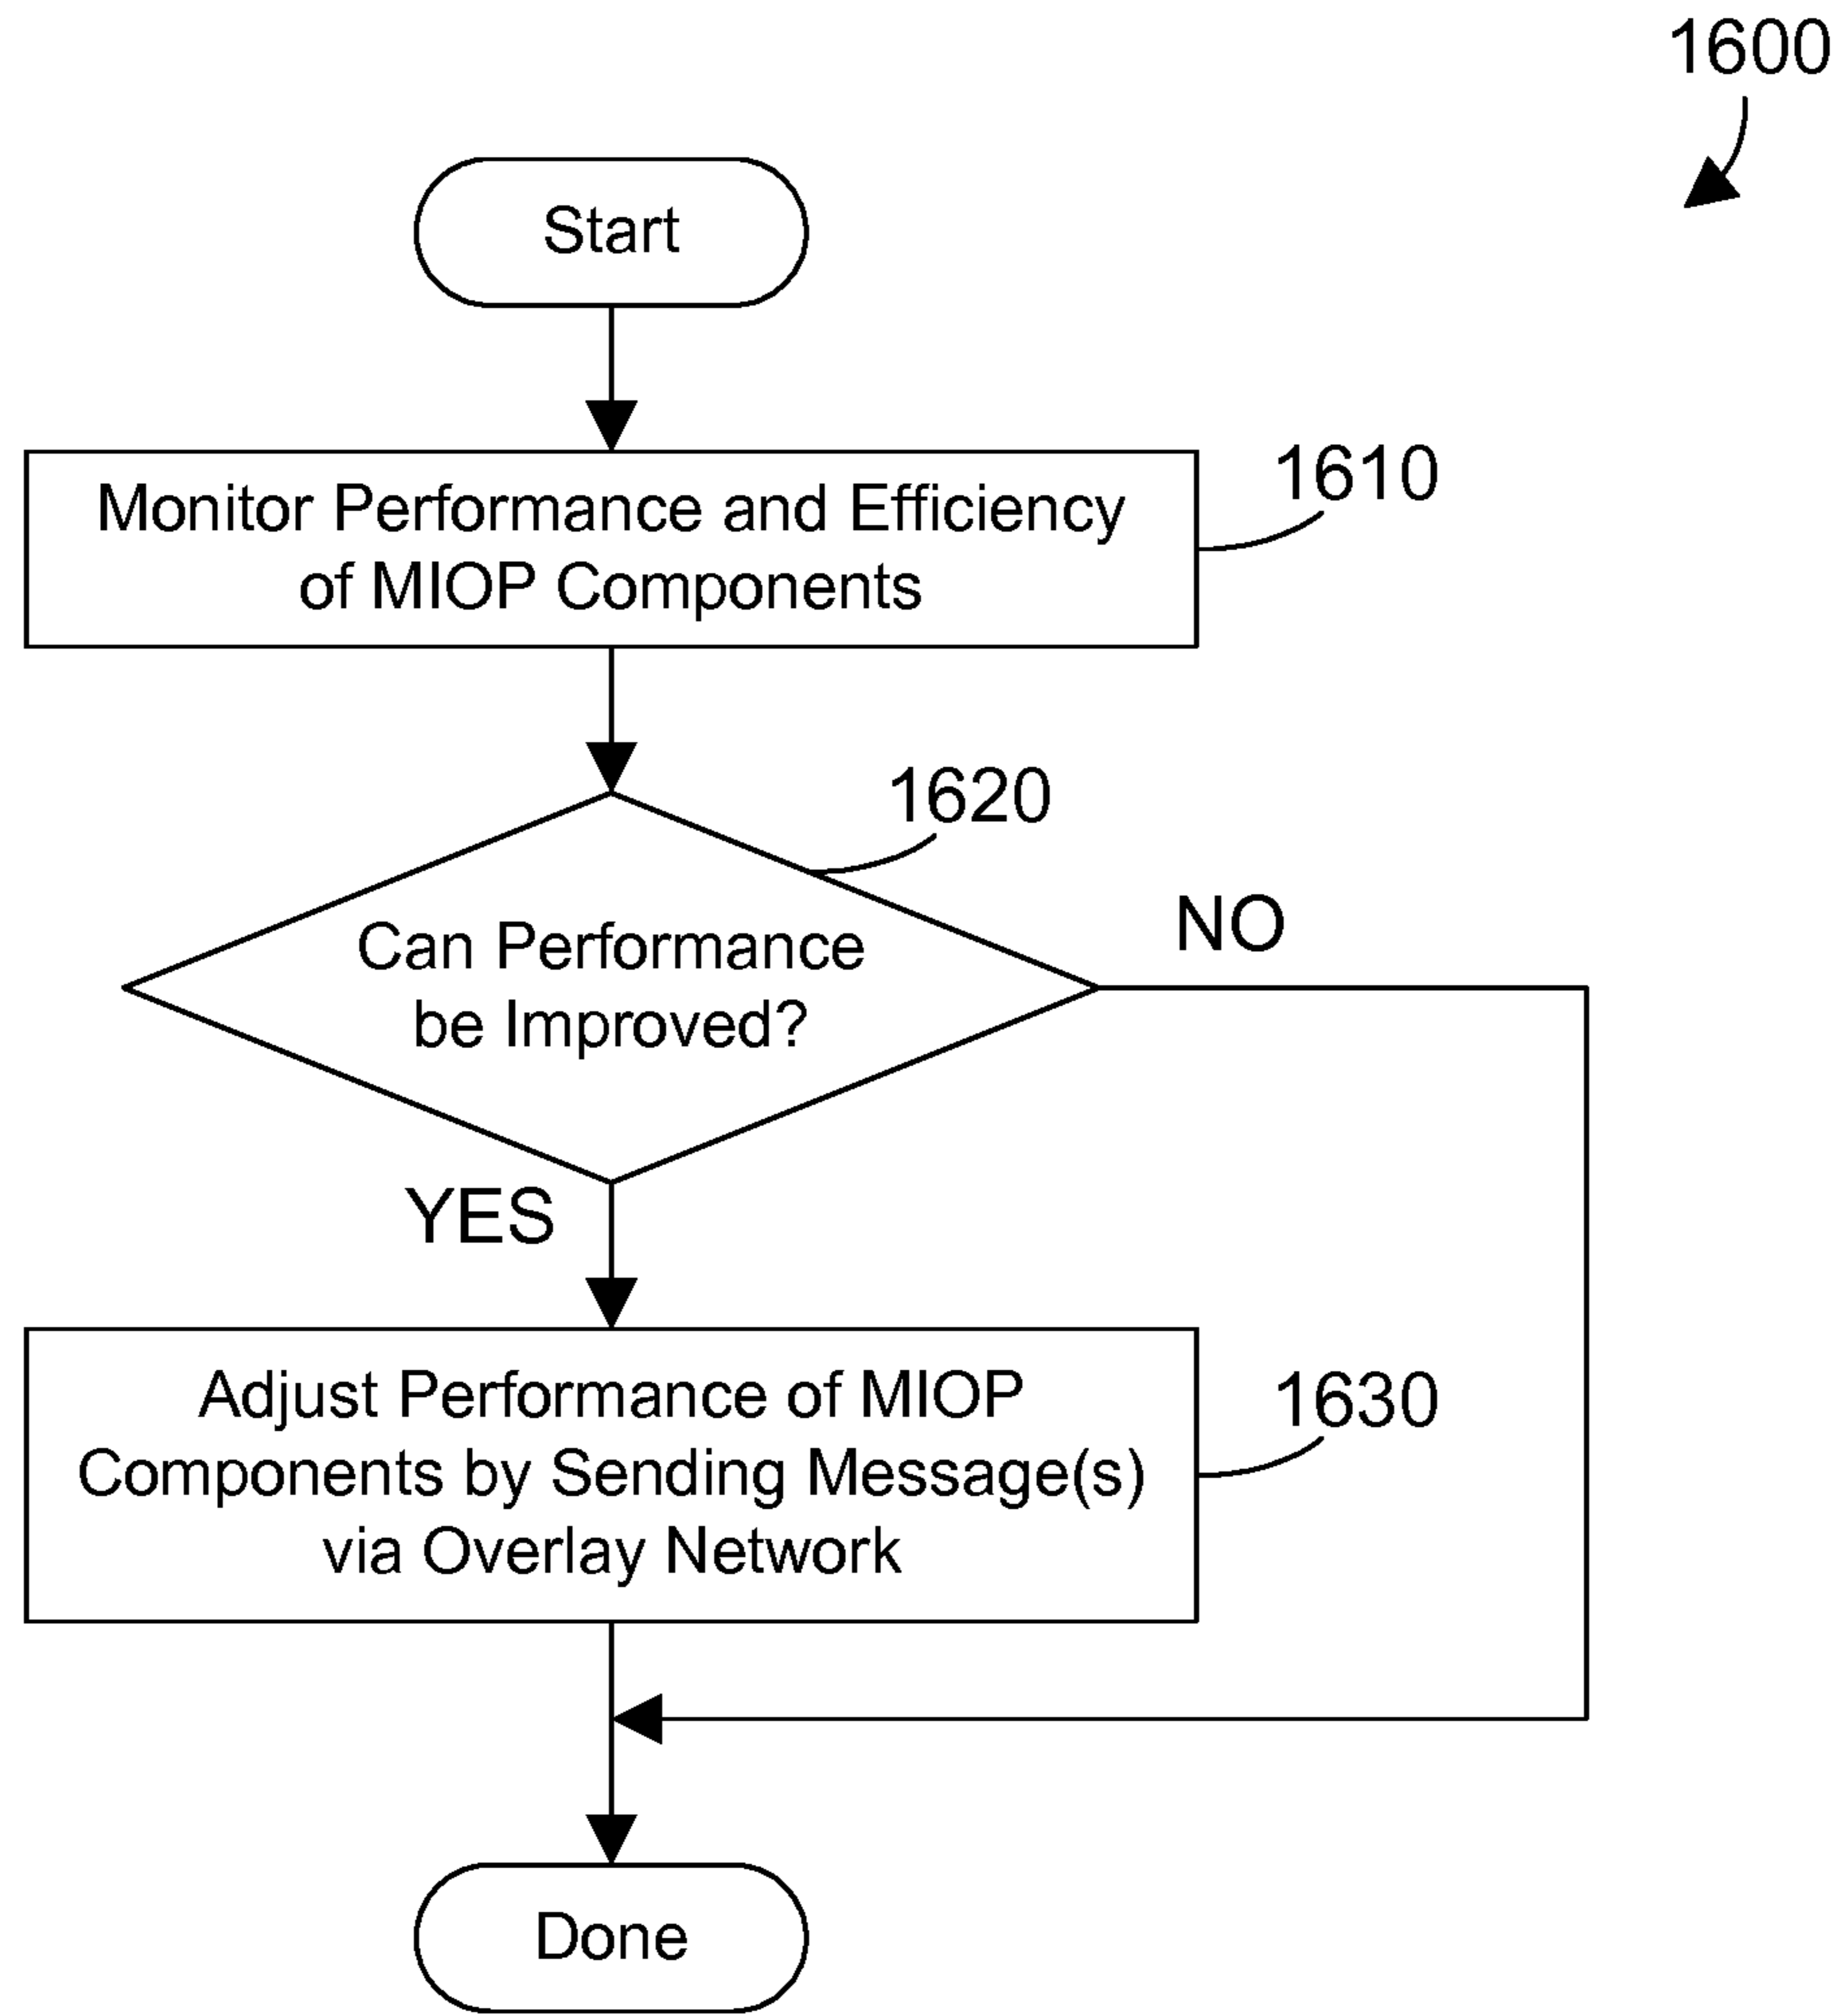 1600
Start
Monitor Performance and Efficiency
of MIOP Components
1610
1620
Can Performance
be Improved?
NO
YES
Adjust Performance of MIOP
Components by Sending Message(s)
via Overlay Network
1630
Done